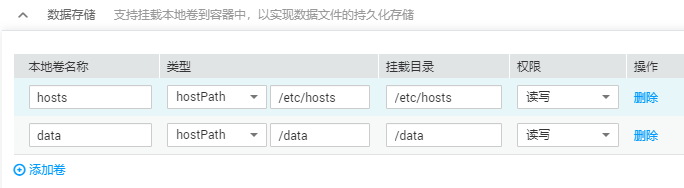 数据存储 支持挂载本地卷到容器中，以实现数据文件的持久化存储
本地卷名称 类型 挂载目录 权限 操作
hosts hostPath /etc/hosts /etc/hosts 读写 删除
data hostPath /data /data 读写 删除
添加卷